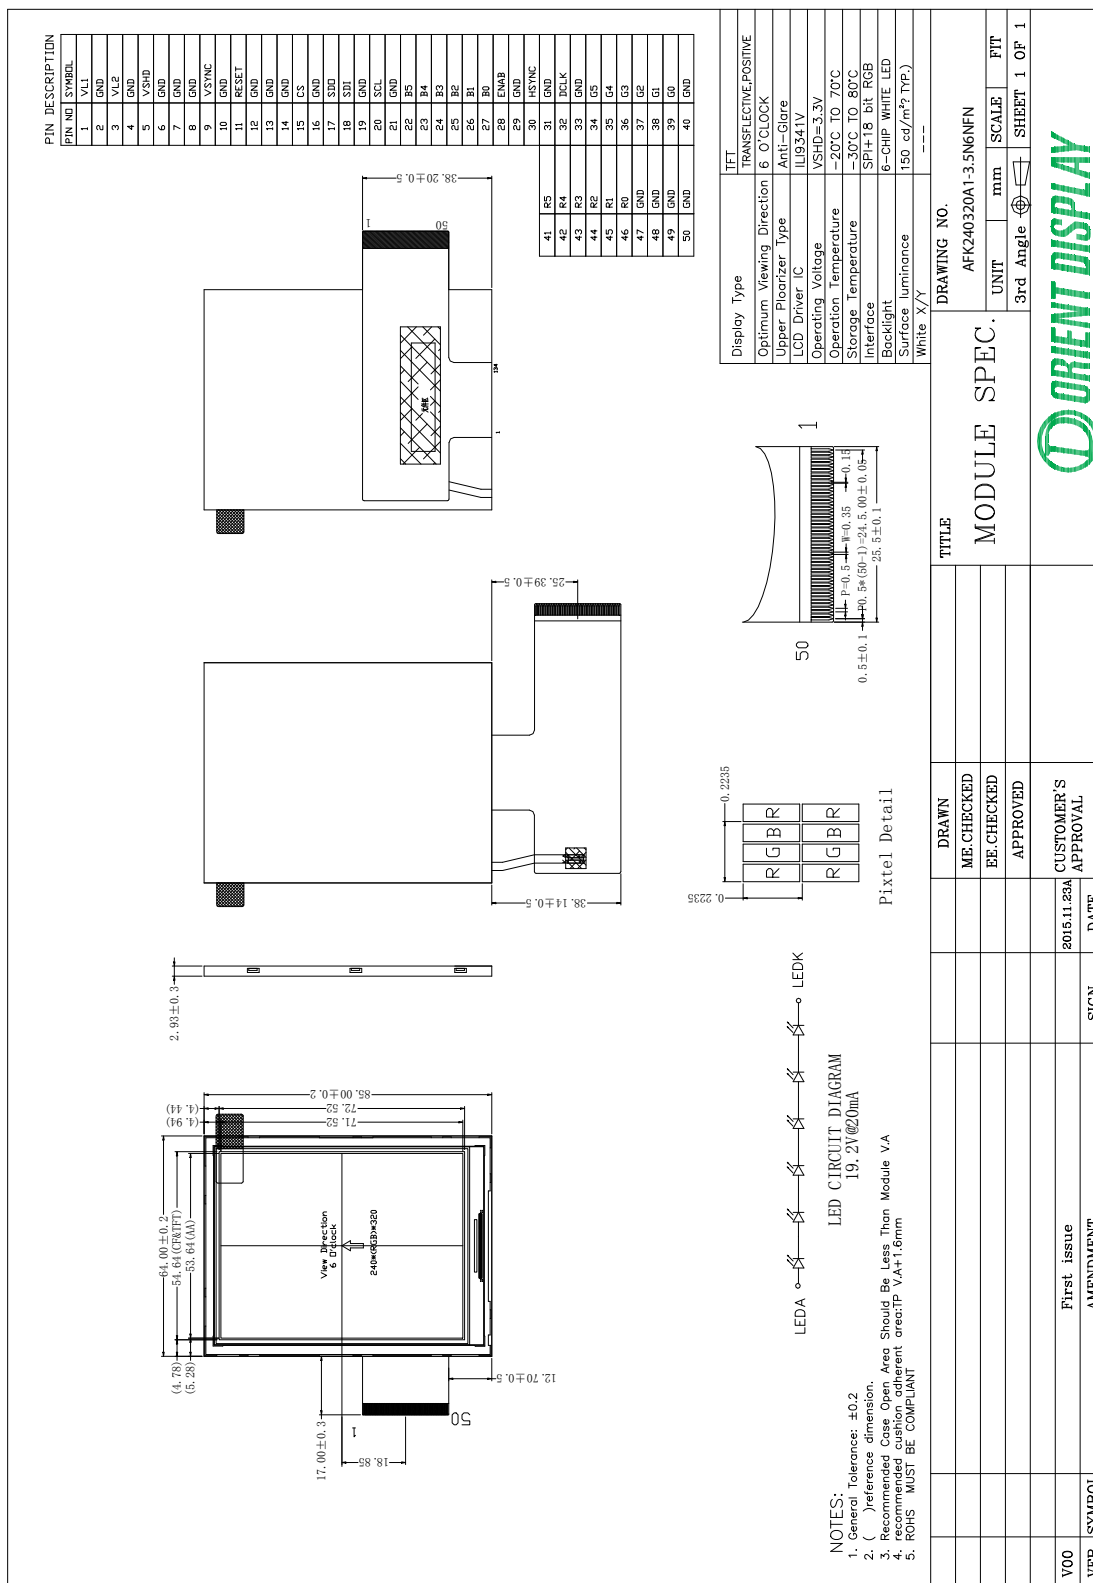 PIN DESCRIPTION
PIN NO SYMBOL
1 VL1
2 GND
3 VL2
4 GND
5 VSHD
6 GND
7 GND
8 GND
9 VSYNC
10 GND
11 RESET
12 GND
13 GND
14 GND
15 CS
16 GND
17 SDO
18 SDI
19 GND
20 SCL
21 GND
22 B5
23 B4
24 B3
25 B2
26 B1
27 B0
28 ENAB
29 GND
30 HSYNC
31 GND
32 DCLK
33 GND
34 G5
35 G4
36 G3
37 G2
38 G1
39 G0
40 GND
41 R5
42 R4
43 R3
44 R2
45 R1
46 R0
47 GND
48 GND
49 GND
50 GND
64.00±0.2
54.64(CF&TFT)
53.64(AA)
(4.78)
(5.28)
(4.44)
(4.94)
85.00±0.2
72.52
71.52
View Direction
6 O'clock
240*(RGB)*320
17.00±0.3
18.85
12.70±0.5
1
50
2.93±0.3
38.14±0.5
25.39±0.5
38.20±0.5
1
50
1
134
LEDA
LEDK
LED CIRCUIT DIAGRAM
19.2V@20mA
0.2235
0.2235
R G B R
R G B R
Pixtel Detail
50
1
0.5±0.1
P=0.5
W=0.35
0.15
P0.5*(50-1)=24.5.00±0.05
25.5±0.1
Display Type TFT
TRANSFLECTIVE,POSITIVE
Optimum Viewing Direction 6 O'CLOCK
Upper Ploarizer Type Anti-Glare
LCD Driver IC ILI9341V
Operating Voltage VSHD=3.3V
Operation Temperature -20°C TO 70°C
Storage Temperature -30°C TO 80°C
Interface SPI+18 bit RGB
Backlight 6-CHIP WHITE LED
Surface luminance 150 cd/m²? TYP.)
White X/Y ---
NOTES:
1. General Tolerance: ±0.2
2. ( )reference dimension.
3. Recommended Case Open Area Should Be Less Than Module V.A
4. recommended cushion adherent area:TP V.A+1.6mm
5. ROHS MUST BE COMPLIANT
V00 First issue 2015.11.23A
VER SYMBOL AMENDMENT SIGN DATE
DRAWN
ME.CHECKED
EE.CHECKED
APPROVED
CUSTOMER'S
APPROVAL
TITLE
MODULE SPEC.
DRAWING NO.
AFK240320A1-3.5N6NFN
UNIT mm SCALE FIT
3rd Angle SHEET 1 OF 1
ORIENT DISPLAY